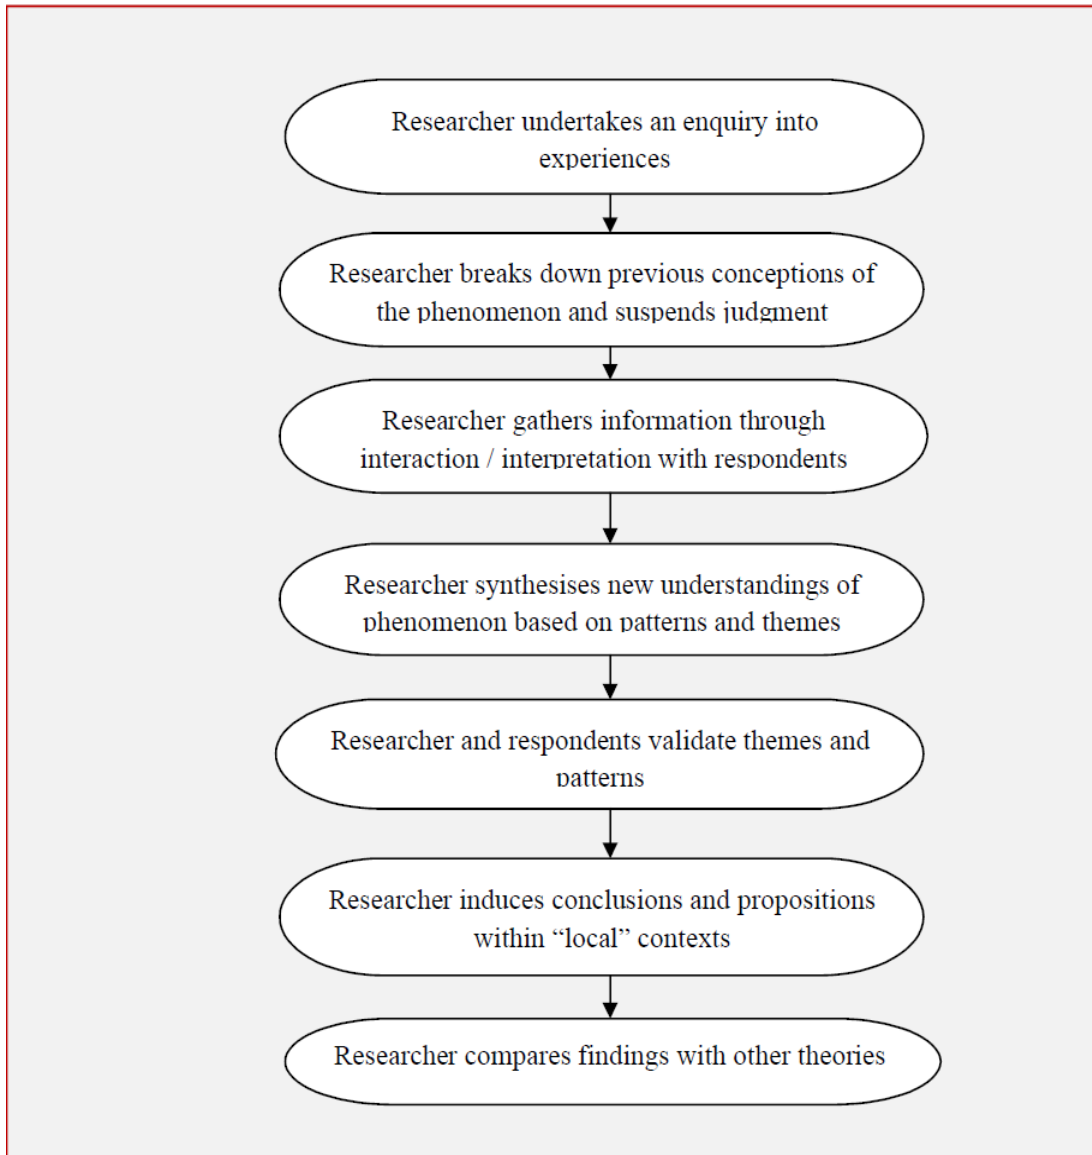 Researcher undertakes an enquiry into
experiences
Researcher breaks down previous conceptions of
the phenomenon and suspends judgment
Researcher gathers information through
interaction / interpretation with respondents
Researcher synthesises new understandings of
phenomenon based on patterns and themes
Researcher and respondents validate themes and
patterns
Researcher induces conclusions and propositions
within “local” contexts
Researcher compares findings with other theories